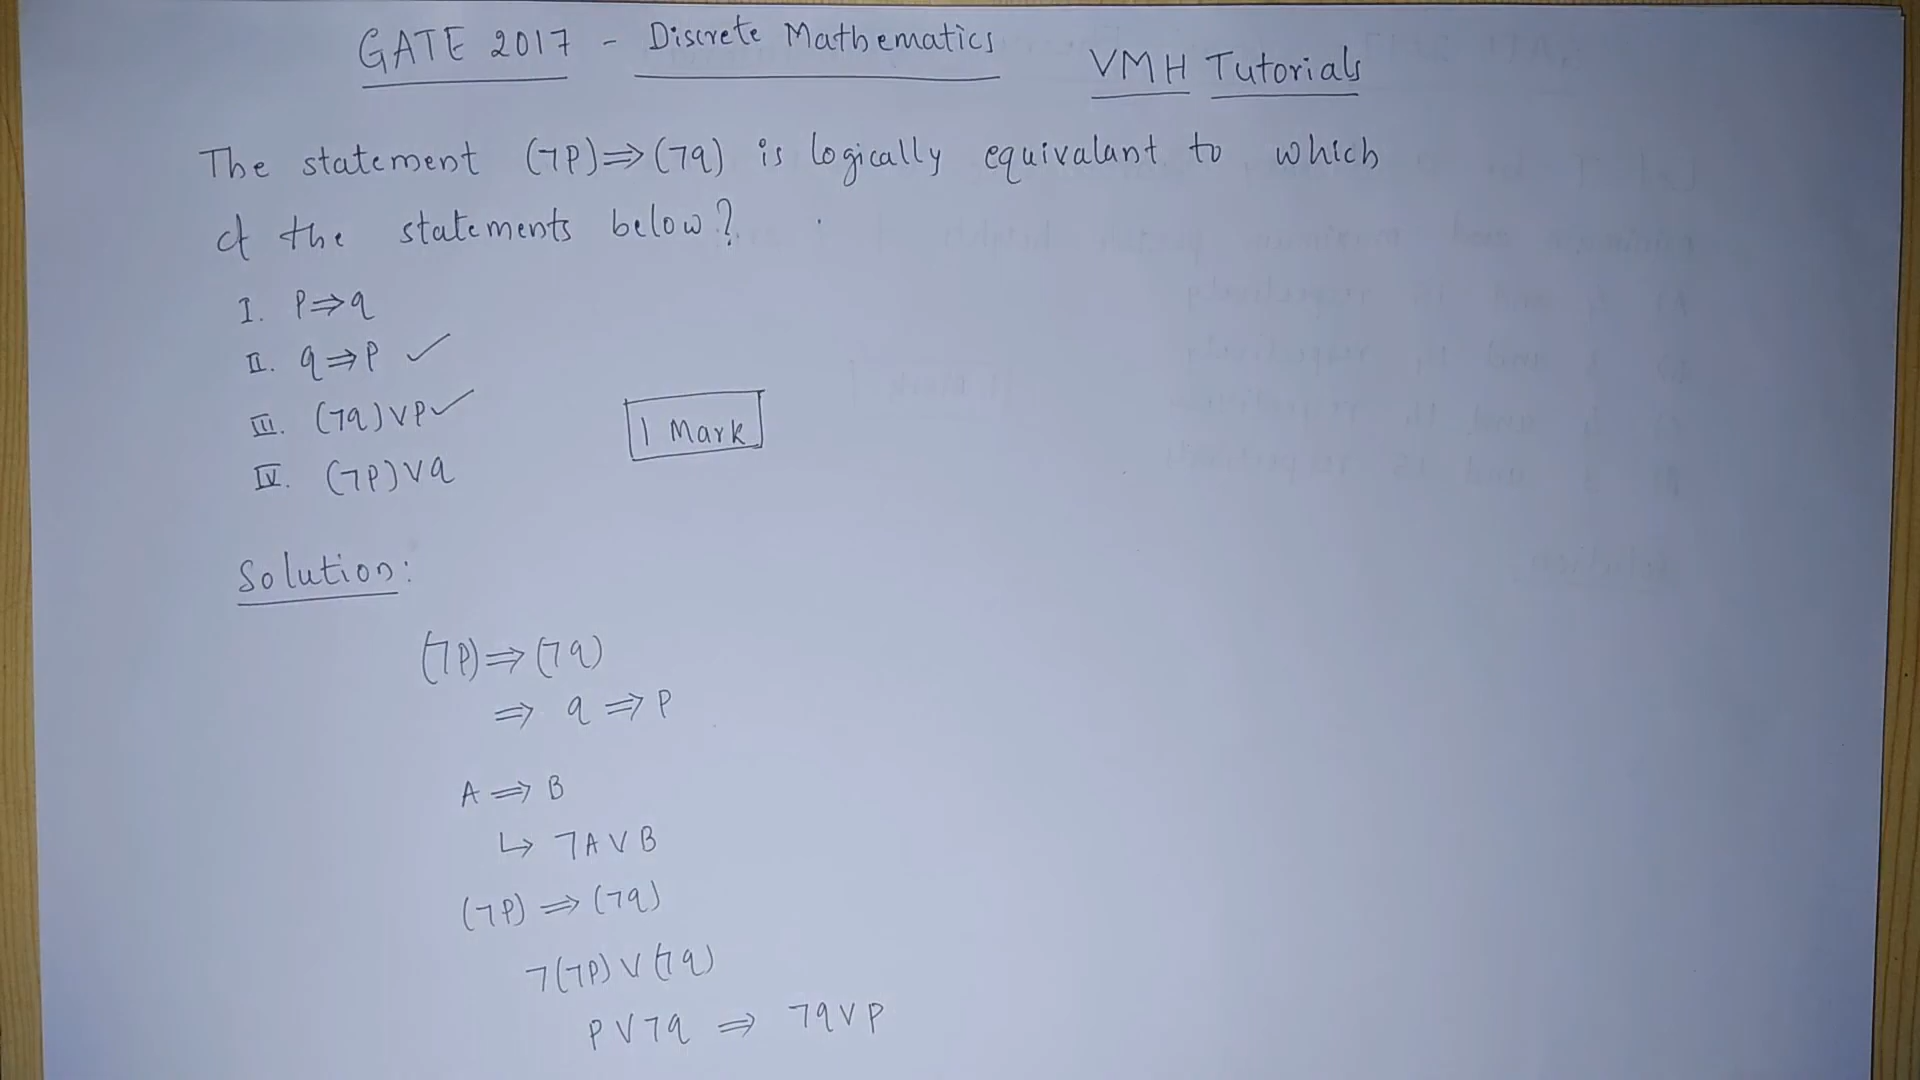 GATE 2017 - Discrete Mathematics
VMH Tutorials
The statement (¬P)⇒(¬q) is logically equivalant to which
of the statements below?
I. P⇒q
II. q⇒P ✓
III. (¬q)∨P ✓
IV. (¬P)∨q
1 Mark
Solution:
(¬P)⇒(¬q)
⇒ q⇒P
A⇒B
↳ ¬A∨B
(¬P)⇒(¬q)
¬(¬P)∨(¬q)
P∨¬q ⇒ ¬q∨P